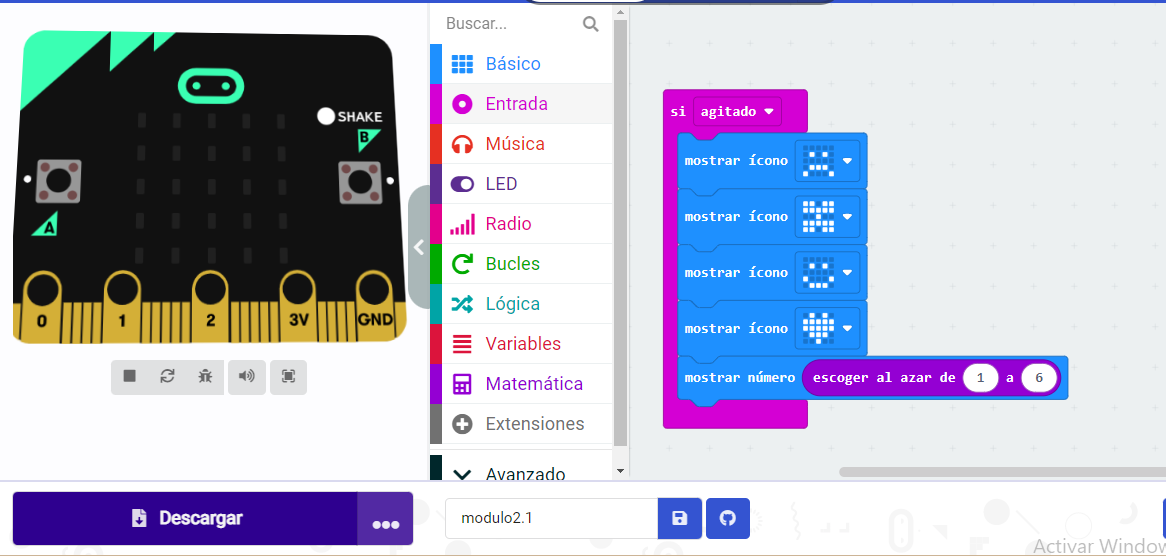 Buscar...
SHAKE
B
A
0 1 2 3V GND
Básico
Entrada
Música
LED
Radio
Bucles
Lógica
Variables
Matemática
Extensiones
Avanzado
si agitado
mostrar ícono
mostrar ícono
mostrar ícono
mostrar ícono
mostrar número escoger al azar de 1 a 6
Descargar
modulo2.1
Activar Window